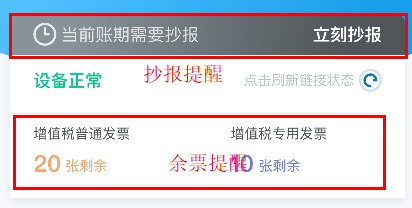 当前账期需要抄报 立刻抄报
设备正常 抄报提醒 点击刷新链接状态
增值税普通发票 增值税专用发票
20 张剩余 余票提醒 10 张剩余